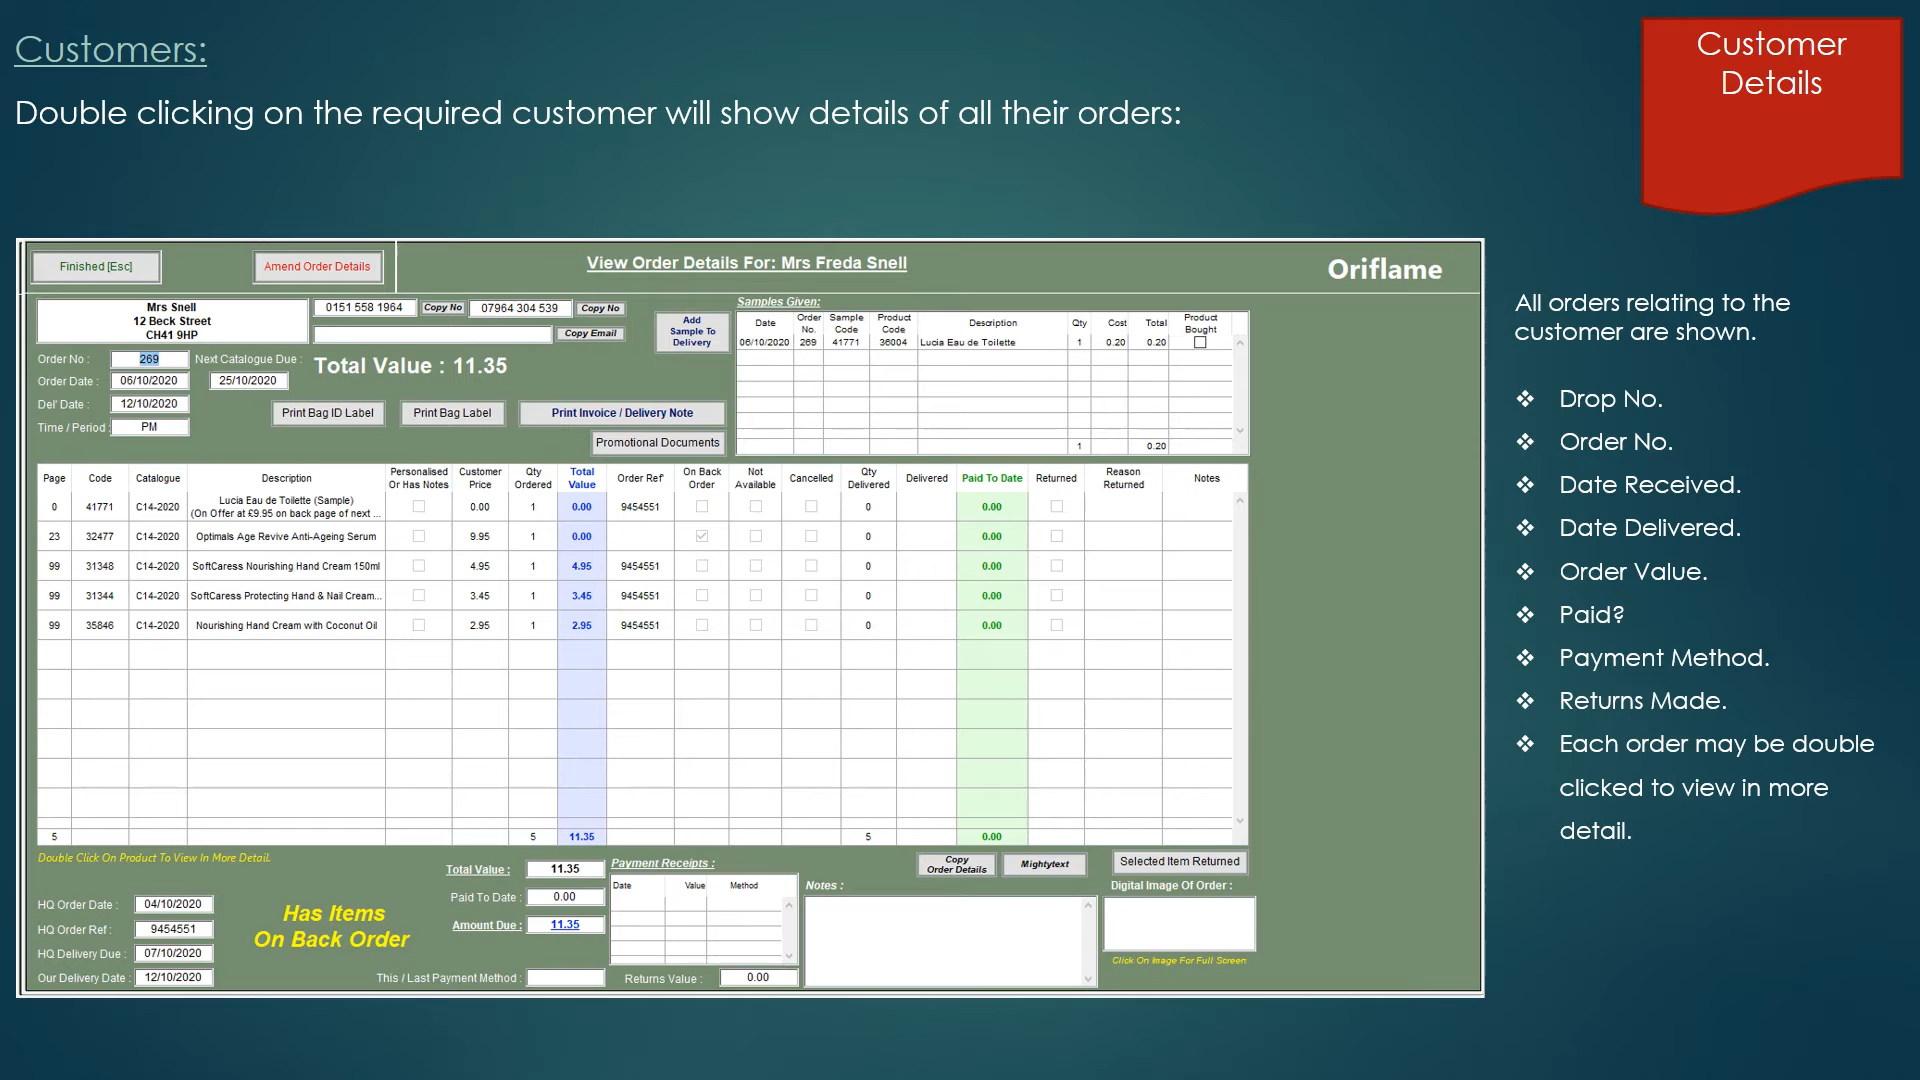 Customers:
Customer
Details
Double clicking on the required customer will show details of all their orders:
Finished [Esc]
Amend Order Details
View Order Details For: Mrs Freda Snell
Oriflame
Mrs Snell
12 Beck Street
CH41 9HP
0151 558 1964
Copy No
07964 304 539
Copy No
Copy Email
Add
Sample To
Delivery
Order No :
269
Next Catalogue Due :
Total Value : 11.35
Order Date :
06/10/2020
25/10/2020
Del' Date :
12/10/2020
Time / Period :
PM
Print Bag ID Label
Print Bag Label
Print Invoice / Delivery Note
Promotional Documents
Samples Given:
Date Order No. Sample Code Product Code Description Qty Cost Total Product Bought
06/10/2020 269 41771 36004 Lucia Eau de Toilette 1 0.20 0.20
1 0.20
Page Code Catalogue Description Personalised Or Has Notes Customer Price Qty Ordered Total Value Order Ref' On Back Order Not Available Cancelled Qty Delivered Delivered Paid To Date Returned Reason Returned Notes
0 41771 C14-2020 Lucia Eau de Toilette (Sample) (On Offer at £9.95 on back page of next ... 0.00 1 0.00 9454551 0 0.00
23 32477 C14-2020 Optimals Age Revive Anti-Ageing Serum 9.95 1 0.00 0 0.00
99 31348 C14-2020 SoftCaress Nourishing Hand Cream 150ml 4.95 1 4.95 9454551 0 0.00
99 31344 C14-2020 SoftCaress Protecting Hand & Nail Cream... 3.45 1 3.45 9454551 0 0.00
99 35846 C14-2020 Nourishing Hand Cream with Coconut Oil 2.95 1 2.95 9454551 0 0.00
5 5 11.35 5 0.00
Double Click On Product To View In More Detail.
HQ Order Date : 04/10/2020
HQ Order Ref : 9454551
HQ Delivery Due : 07/10/2020
Our Delivery Date : 12/10/2020
Has Items
On Back Order
Total Value : 11.35
Paid To Date : 0.00
Amount Due : 11.35
This / Last Payment Method :
Payment Receipts :
Date Value Method
Returns Value : 0.00
Notes :
Copy
Order Details
Mightytext
Selected Item Returned
Digital Image Of Order :
Click On Image For Full Screen
All orders relating to the
customer are shown.
❖ Drop No.
❖ Order No.
❖ Date Received.
❖ Date Delivered.
❖ Order Value.
❖ Paid?
❖ Payment Method.
❖ Returns Made.
❖ Each order may be double
clicked to view in more
detail.